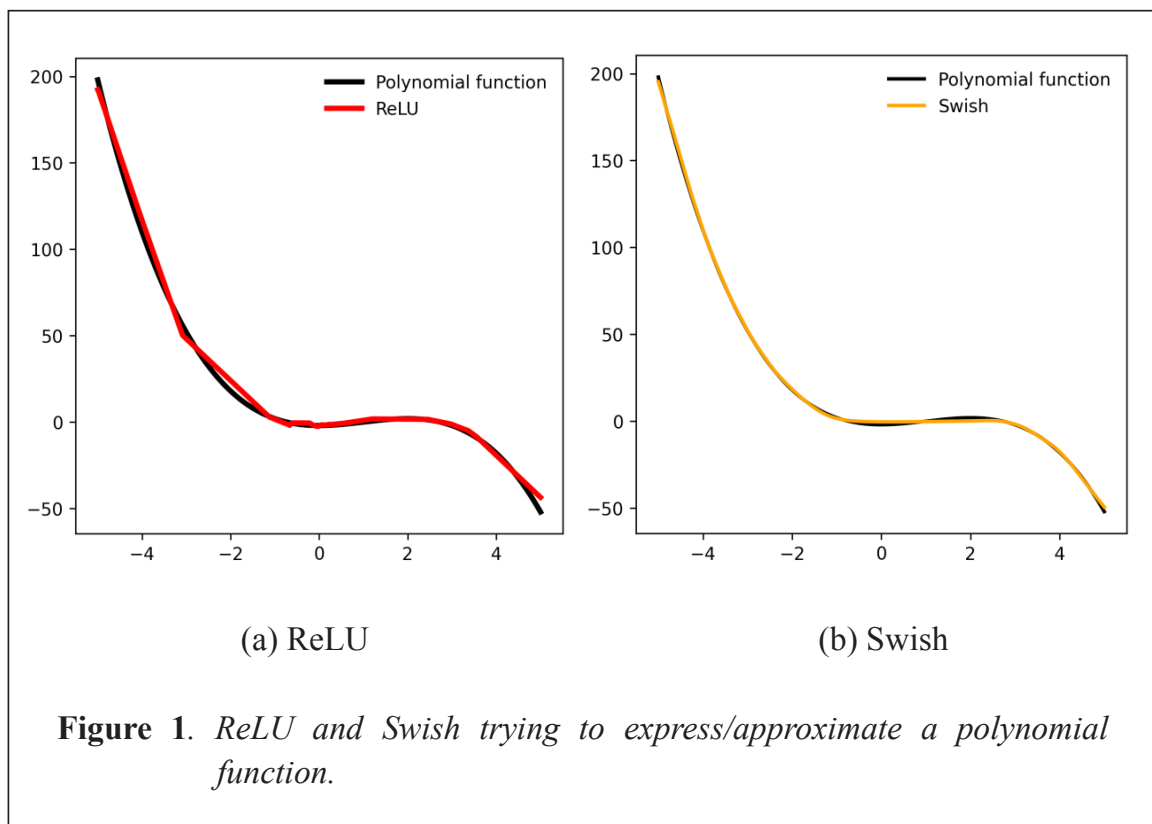 200
150
100
50
0
−50
−4
−2
0
2
4
Polynomial function
ReLU
(a) ReLU
200
150
100
50
0
−50
−4
−2
0
2
4
Polynomial function
Swish
(b) Swish
Figure 1. ReLU and Swish trying to express/approximate a polynomial
function.